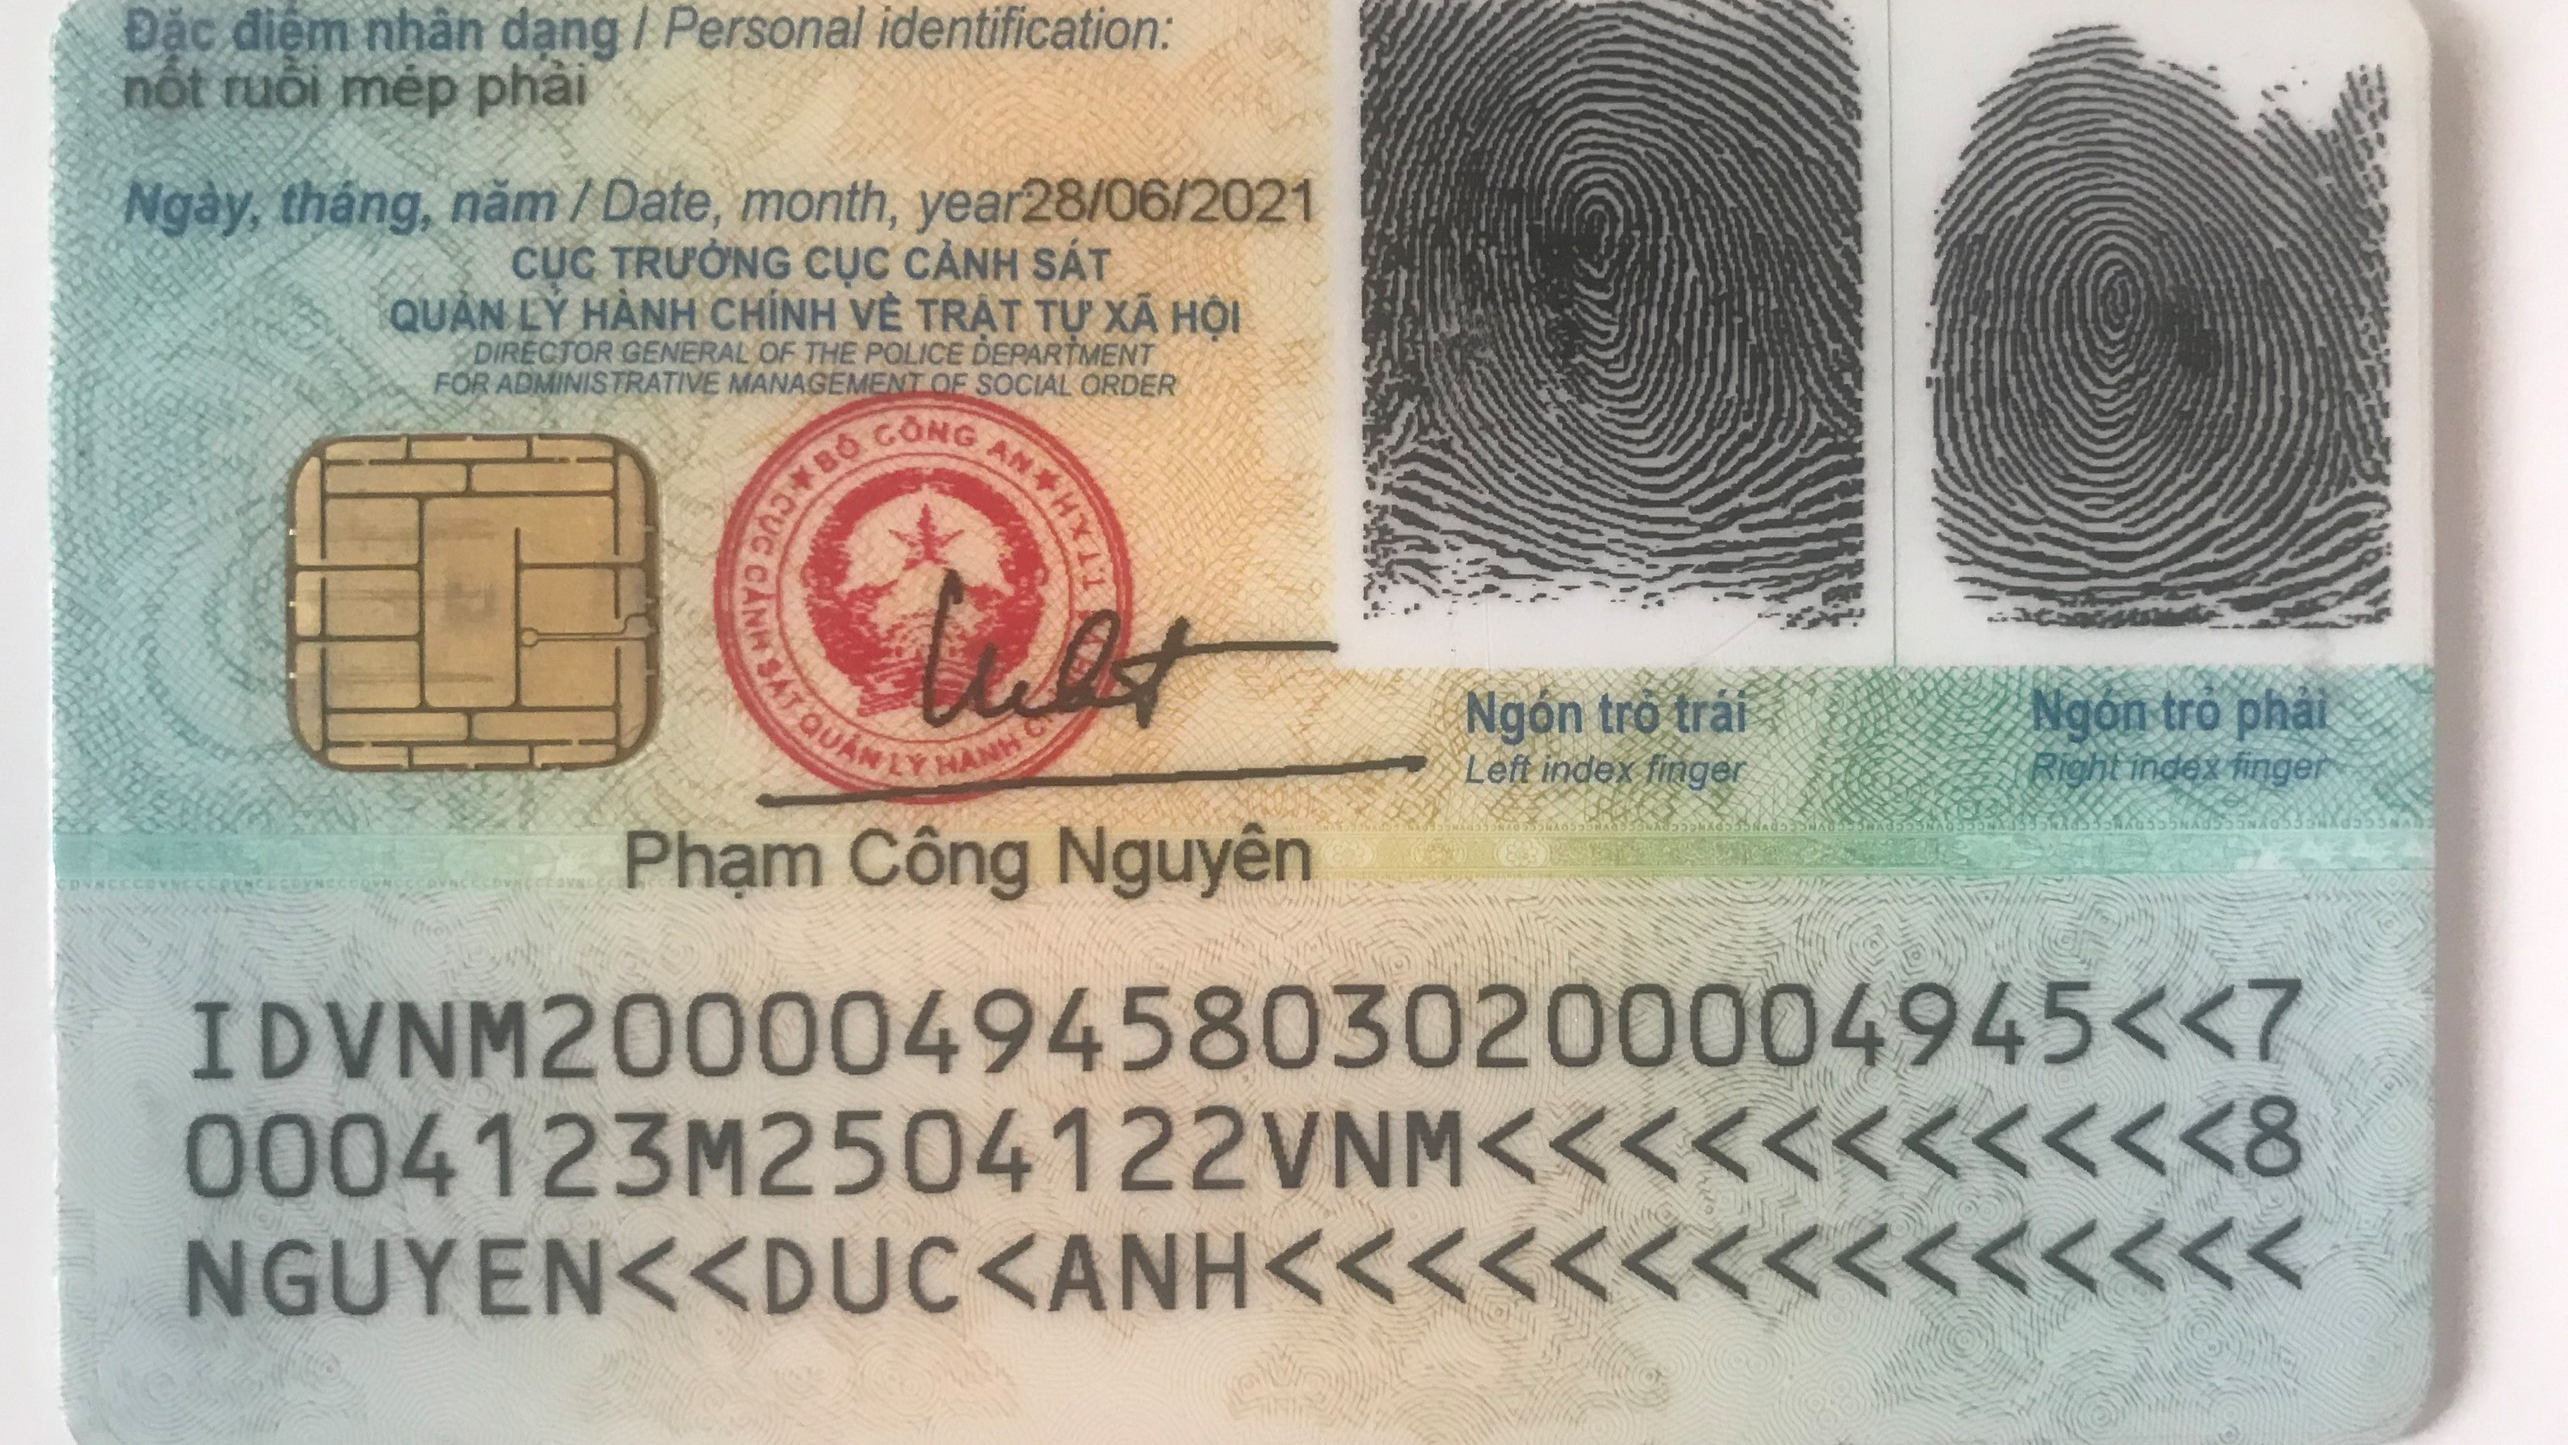 Đặc điểm nhân dạng / Personal identification:
nốt ruồi mép phải
Ngày, tháng, năm / Date, month, year28/06/2021
CỤC TRƯỞNG CỤC CẢNH SÁT
QUẢN LÝ HÀNH CHÍNH VỀ TRẬT TỰ XÃ HỘI
DIRECTOR GENERAL OF THE POLICE DEPARTMENT
FOR ADMINISTRATIVE MANAGEMENT OF SOCIAL ORDER
BỘ CÔNG AN
CỤC CẢNH SÁT QUẢN LÝ HÀNH
Phạm Công Nguyên
Ngón trỏ trái
Left index finger
Ngón trỏ phải
Right index finger
IDVNM2000049458030200004945<<7
0004123M2504122VNM<<<<<<<<<<<8
NGUYEN<<DUC<ANH<<<<<<<<<<<<<<<